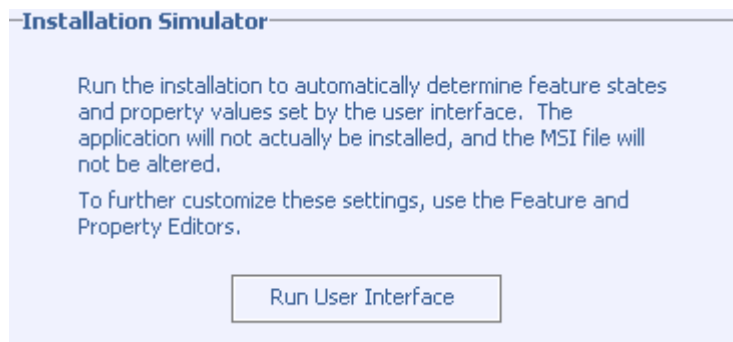 Installation Simulator
Run the installation to automatically determine feature states
and property values set by the user interface.  The
application will not actually be installed, and the MSI file will
not be altered.
To further customize these settings, use the Feature and
Property Editors.
Run User Interface